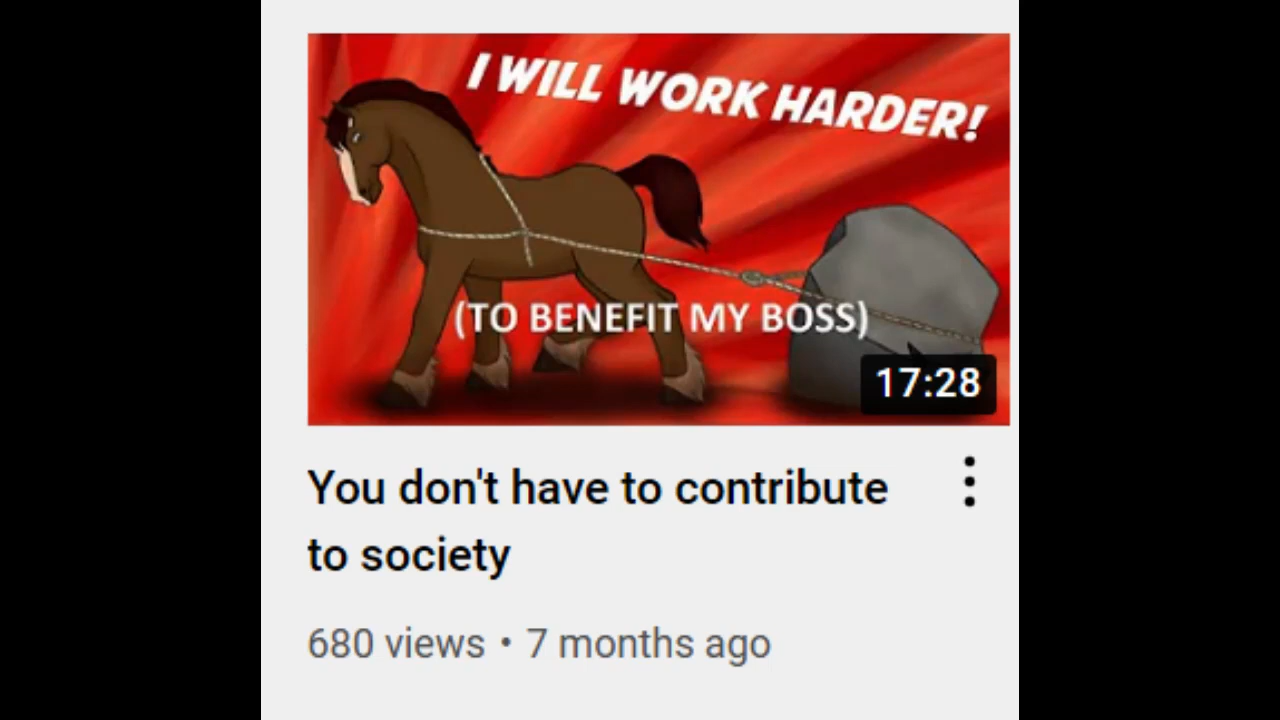 I WILL WORK HARDER!
(TO BENEFIT MY BOSS)
17:28
You don't have to contribute
to society
680 views • 7 months ago